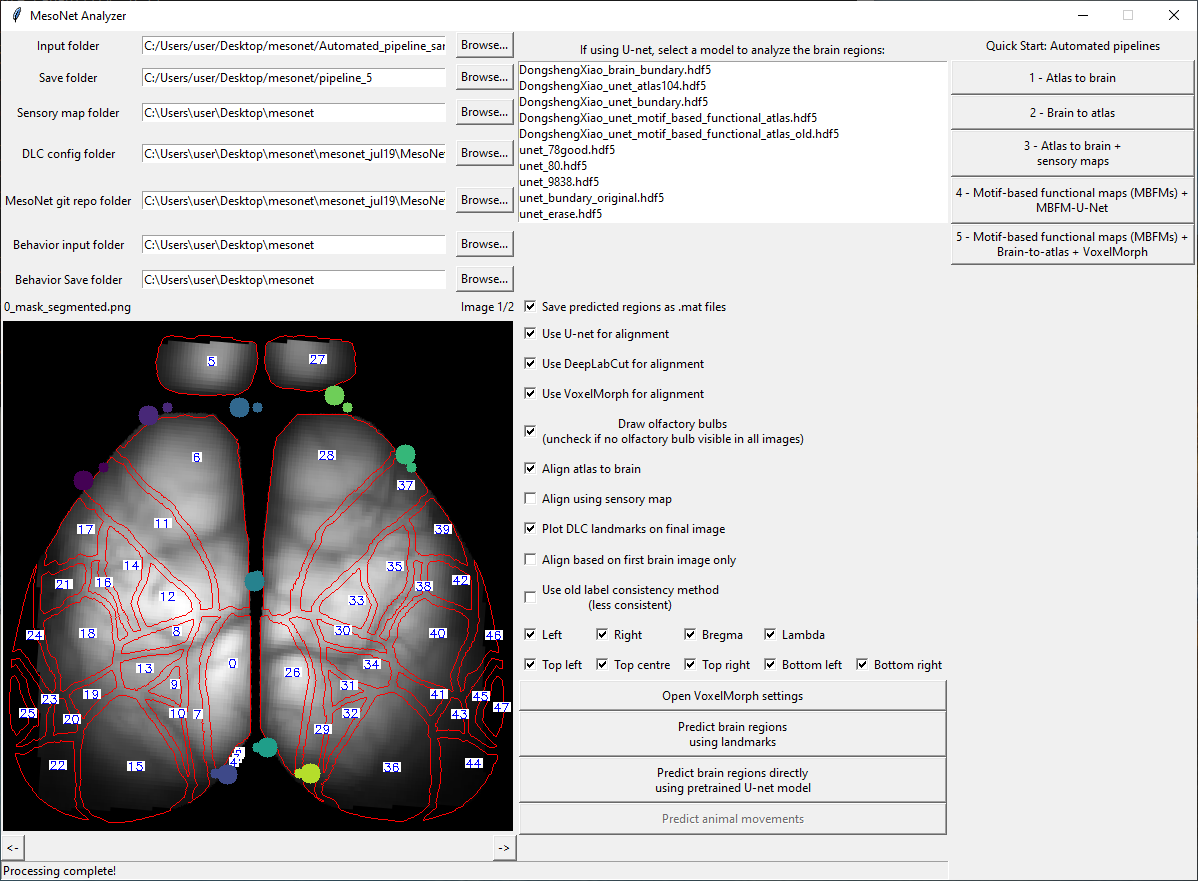 MesoNet Analyzer
Input folder
C:/Users/user/Desktop/mesonet/Automated_pipeline_sar
Browse...
Save folder
C:/Users/user/Desktop/mesonet/pipeline_5
Browse...
Sensory map folder
C:\Users\user\Desktop\mesonet
Browse...
DLC config folder
C:\Users\user\Desktop\mesonet\mesonet_jul19\MesoNet
Browse...
MesoNet git repo folder
C:\Users\user\Desktop\mesonet\mesonet_jul19\MesoNet
Browse...
Behavior input folder
C:\Users\user\Desktop\mesonet
Browse...
Behavior Save folder
C:\Users\user\Desktop\mesonet
Browse...
If using U-net, select a model to analyze the brain regions:
DongshengXiao_brain_bundary.hdf5
DongshengXiao_unet_atlas104.hdf5
DongshengXiao_unet_bundary.hdf5
DongshengXiao_unet_motif_based_functional_atlas.hdf5
DongshengXiao_unet_motif_based_functional_atlas_old.hdf5
unet_78good.hdf5
unet_80.hdf5
unet_9838.hdf5
unet_bundary_original.hdf5
unet_erase.hdf5
Quick Start: Automated pipelines
1 - Atlas to brain
2 - Brain to atlas
3 - Atlas to brain +
sensory maps
4 - Motif-based functional maps (MBFMs) +
MBFM-U-Net
5 - Motif-based functional maps (MBFMs) +
Brain-to-atlas + VoxelMorph
0_mask_segmented.png
Image 1/2
5
27
6
28
37
17
11
39
14
35
21
16
38
42
12
33
24
18
8
30
40
46
0
13
34
26
9
31
23
19
41
45
47
25
20
10
7
32
43
29
4
22
15
36
44
<-
->
Processing complete!
Save predicted regions as .mat files
Use U-net for alignment
Use DeepLabCut for alignment
Use VoxelMorph for alignment
Draw olfactory bulbs
(uncheck if no olfactory bulb visible in all images)
Align atlas to brain
Align using sensory map
Plot DLC landmarks on final image
Align based on first brain image only
Use old label consistency method
(less consistent)
Left
Right
Bregma
Lambda
Top left
Top centre
Top right
Bottom left
Bottom right
Open VoxelMorph settings
Predict brain regions
using landmarks
Predict brain regions directly
using pretrained U-net model
Predict animal movements